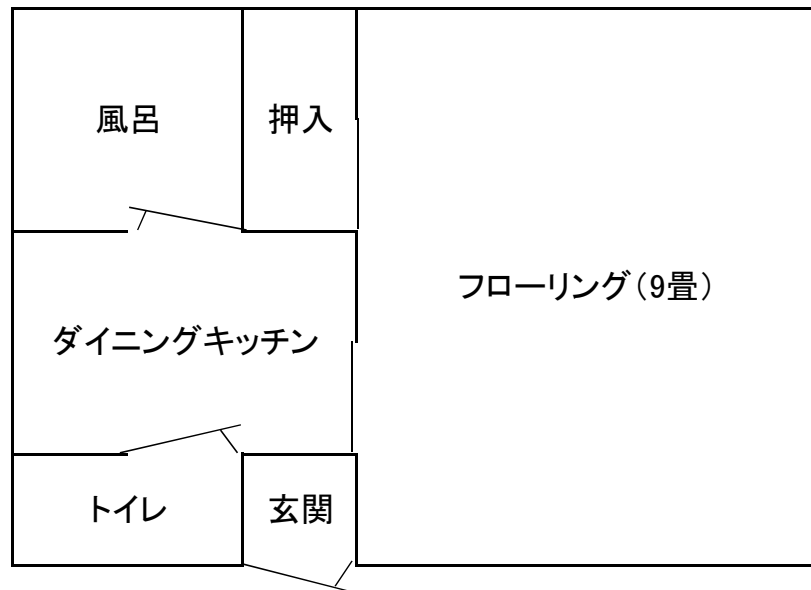 風呂
押入
フローリング（9畳）
ダイニングキッチン
トイレ
玄関